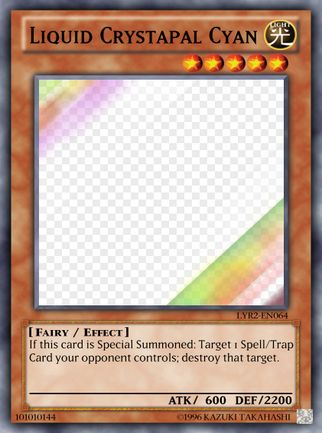 LIQUID CRYSTAPAL CYAN
LIGHT
光
LYR2-EN064
[ FAIRY / EFFECT ]
If this card is Special Summoned: Target 1 Spell/Trap
Card your opponent controls; destroy that target.
ATK/ 600 DEF/2200
101010144
©1996 KAZUKI TAKAHASHI